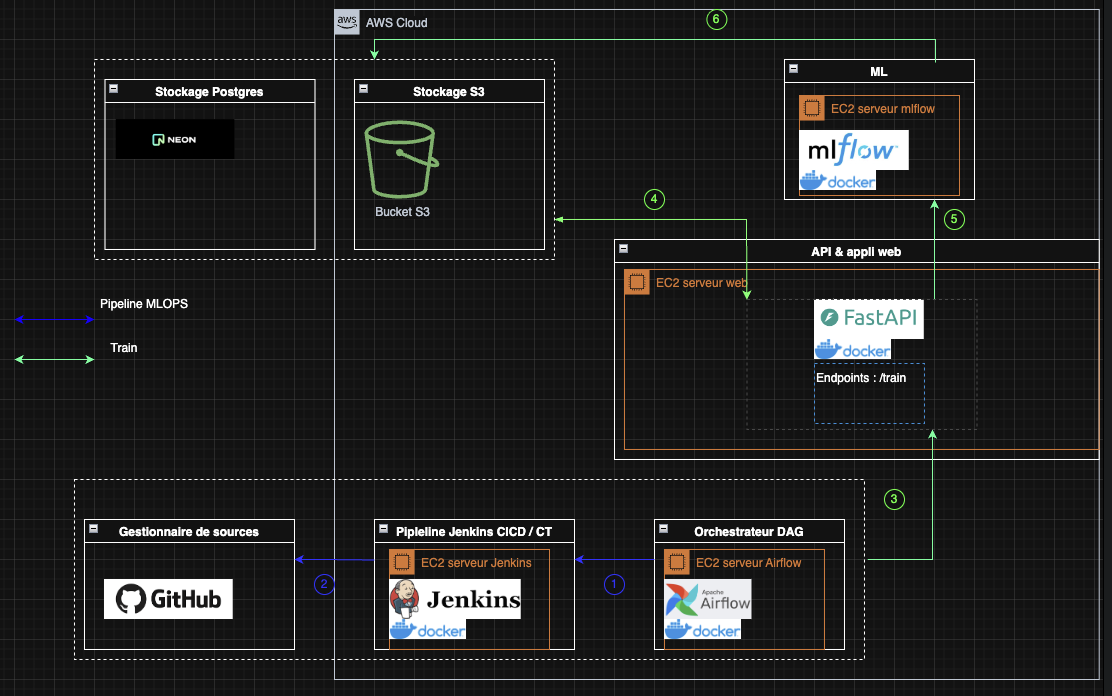 aws
AWS Cloud
6
ML
EC2 serveur mlflow
mlflow
docker
Stockage Postgres
NEON
Stockage S3
Bucket S3
4
5
API & appli web
EC2 serveur web
FastAPI
docker
Endpoints : /train
Pipeline MLOPS
Train
3
Gestionnaire de sources
GitHub
2
Pipleline Jenkins CICD / CT
EC2 serveur Jenkins
Jenkins
docker
1
Orchestrateur DAG
EC2 serveur Airflow
Apache
Airflow
docker